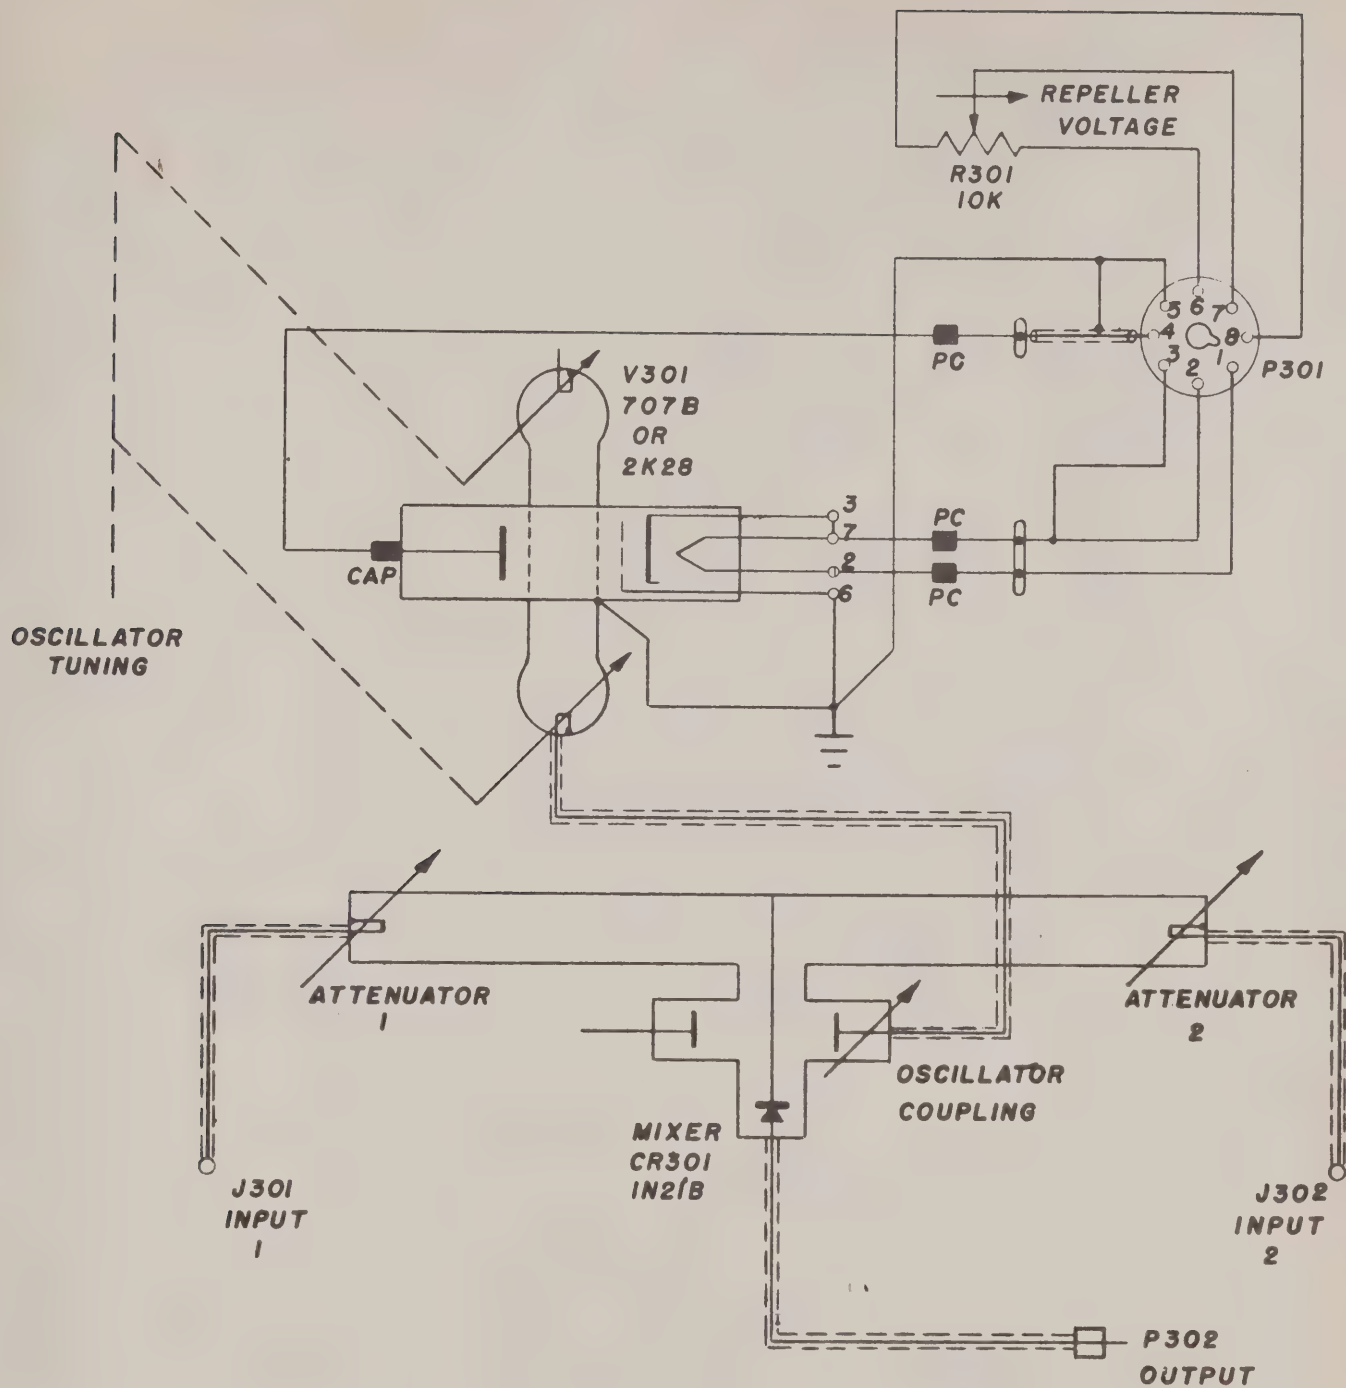 REPELLER
VOLTAGE
R301
10K
5 6 7
4 8
3 2 1
P301
PC
V301
707B
OR
2K28
3
7
2
6
PC
PC
CAP
OSCILLATOR
TUNING
ATTENUATOR
1
ATTENUATOR
2
OSCILLATOR
COUPLING
MIXER
CR301
1N21B
J301
INPUT
1
J302
INPUT
2
P302
OUTPUT